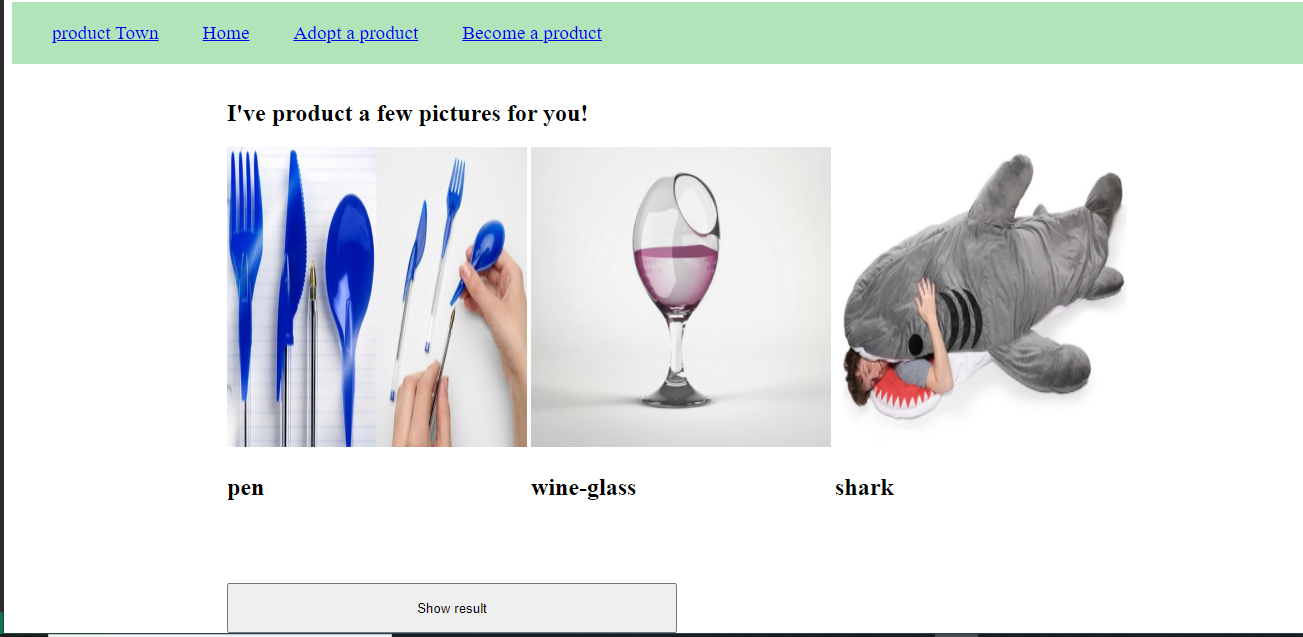 product Town Home Adopt a product Become a product
I've product a few pictures for you!
pen wine-glass shark
Show result